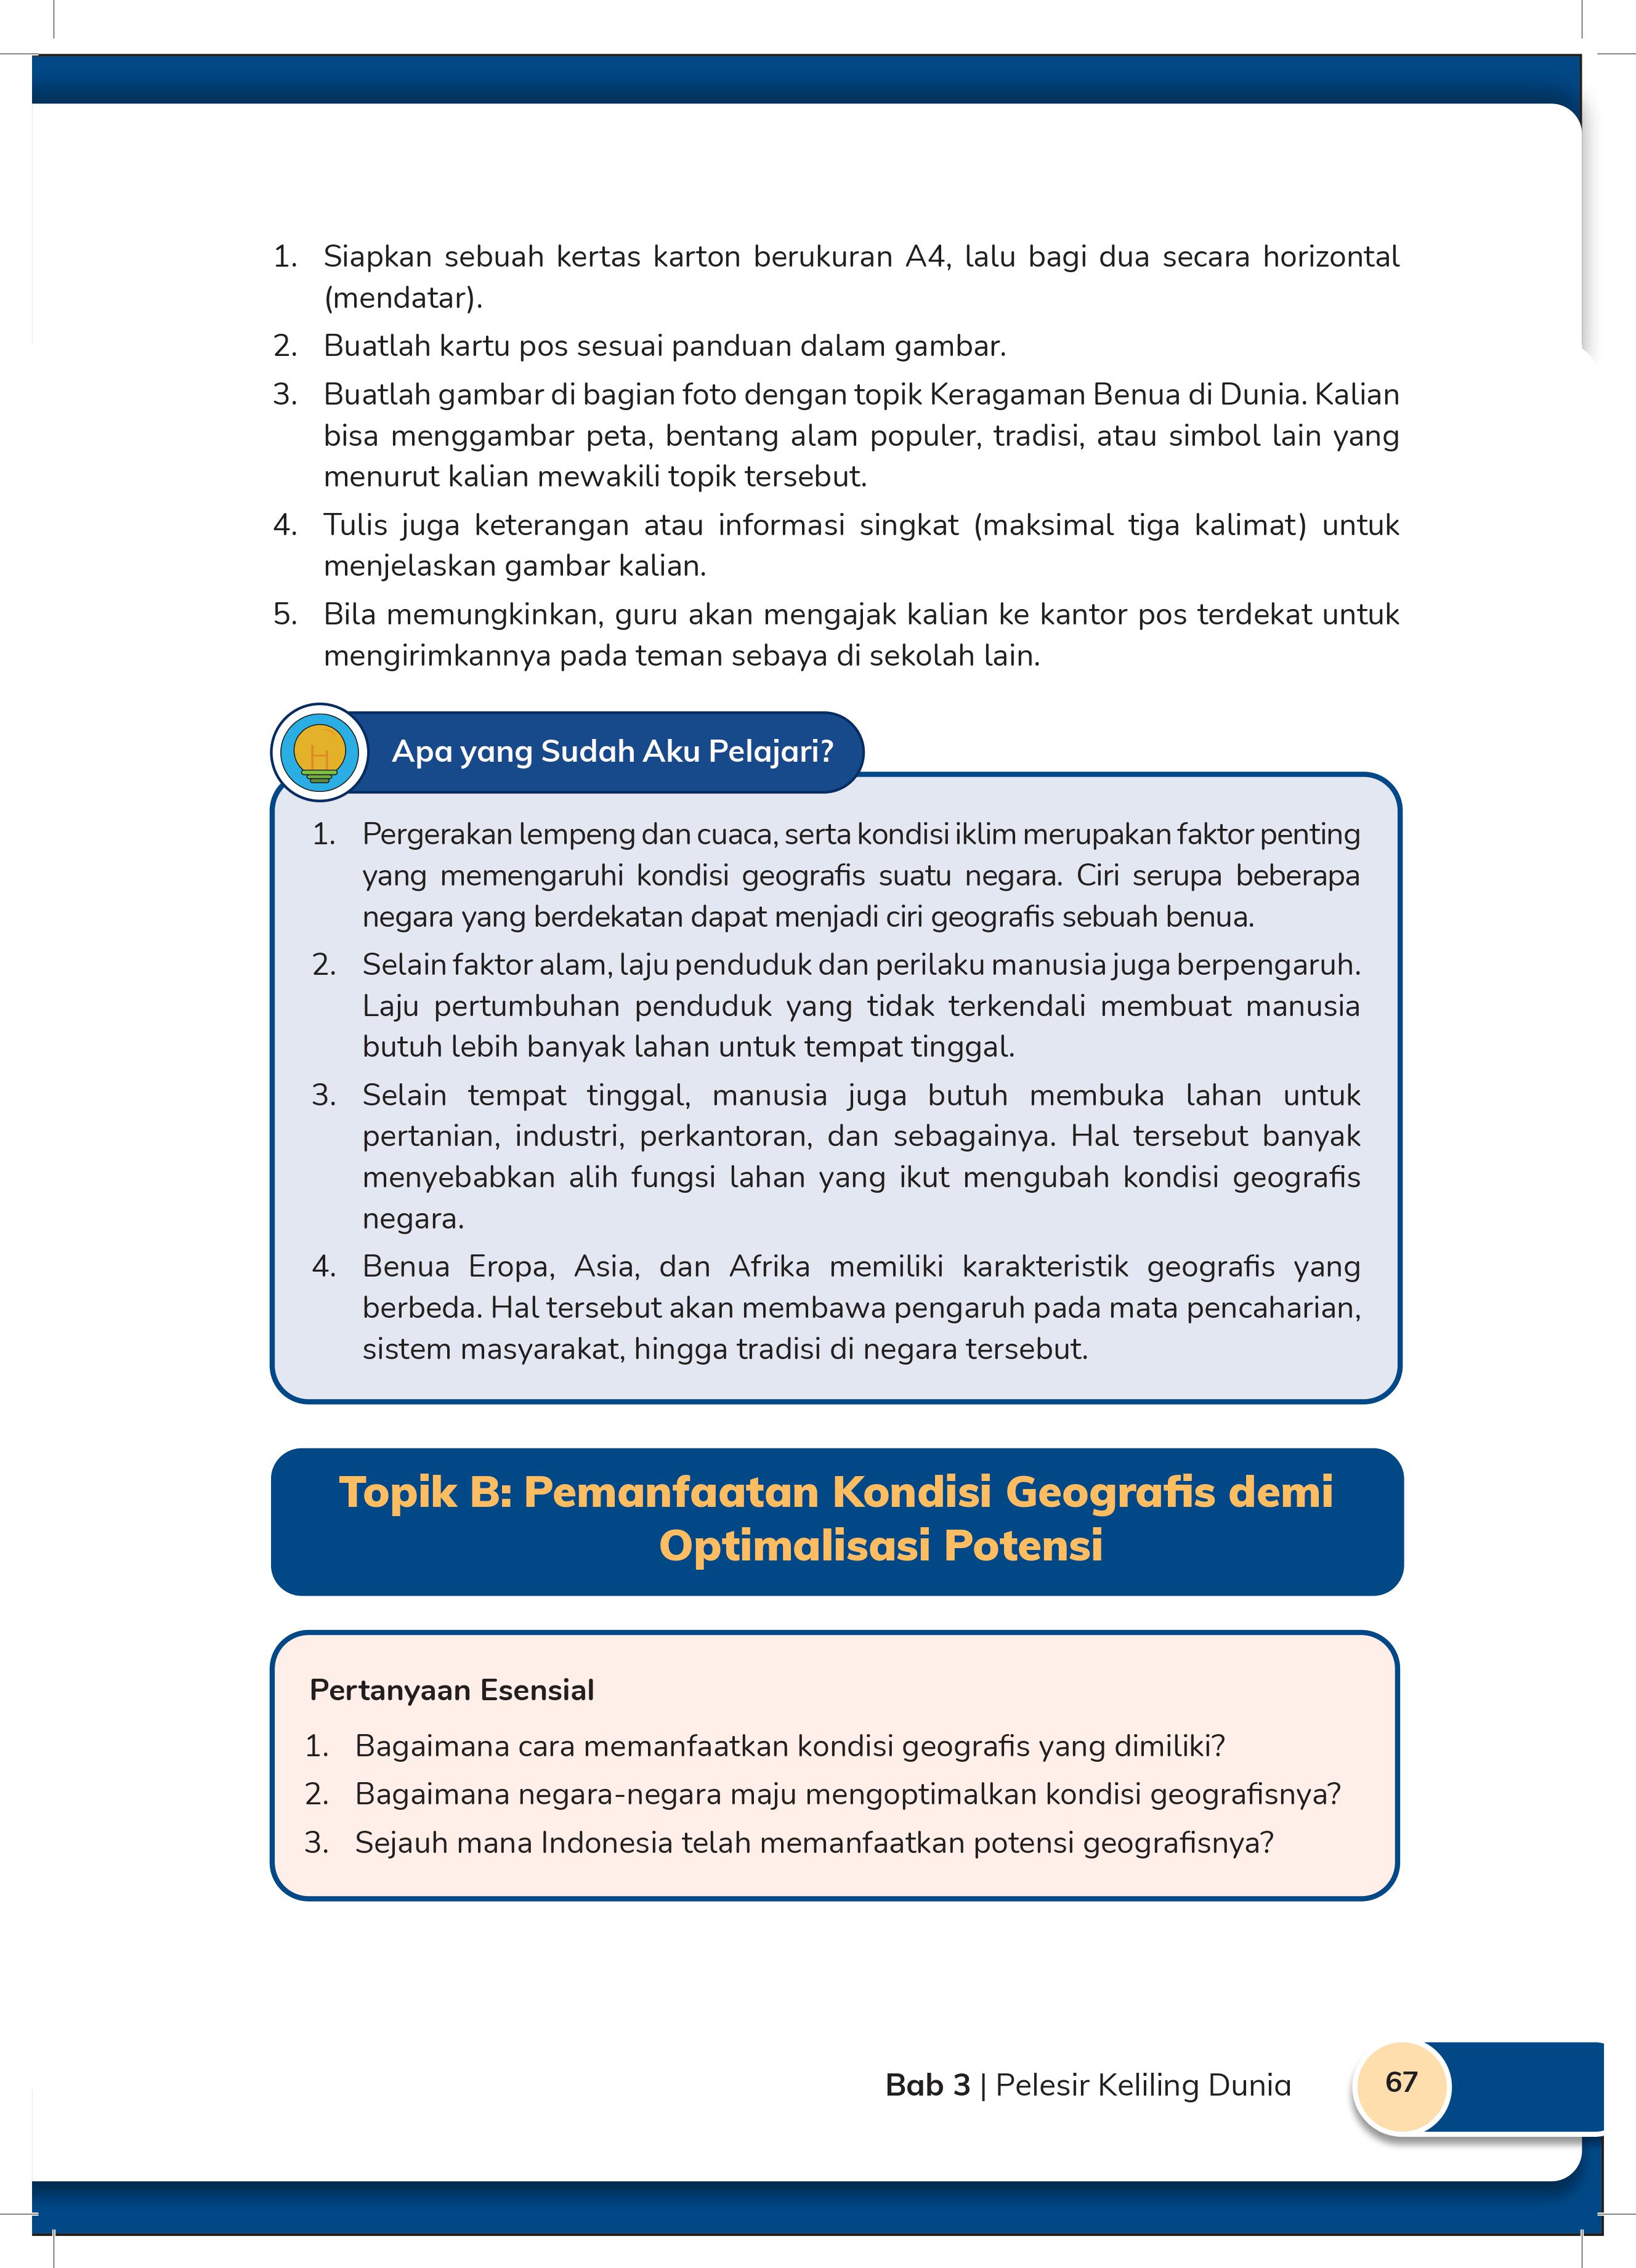 1. Siapkan sebuah kertas karton berukuran A4, lalu bagi dua secara horizontal
(mendatar).
2. Buatlah kartu pos sesuai panduan dalam gambar.
3. Buatlah gambar di bagian foto dengan topik Keragaman Benua di Dunia. Kalian
bisa menggambar peta, bentang alam populer, tradisi, atau simbol lain yang
menurut kalian mewakili topik tersebut.
4. Tulis juga keterangan atau informasi singkat (maksimal tiga kalimat) untuk
menjelaskan gambar kalian.
5. Bila memungkinkan, guru akan mengajak kalian ke kantor pos terdekat untuk
mengirimkannya pada teman sebaya di sekolah lain.
Apa yang Sudah Aku Pelajari?
1. Pergerakan lempeng dan cuaca, serta kondisi iklim merupakan faktor penting
yang memengaruhi kondisi geografis suatu negara. Ciri serupa beberapa
negara yang berdekatan dapat menjadi ciri geografis sebuah benua.
2. Selain faktor alam, laju penduduk dan perilaku manusia juga berpengaruh.
Laju pertumbuhan penduduk yang tidak terkendali membuat manusia
butuh lebih banyak lahan untuk tempat tinggal.
3. Selain tempat tinggal, manusia juga butuh membuka lahan untuk
pertanian, industri, perkantoran, dan sebagainya. Hal tersebut banyak
menyebabkan alih fungsi lahan yang ikut mengubah kondisi geografis
negara.
4. Benua Eropa, Asia, dan Afrika memiliki karakteristik geografis yang
berbeda. Hal tersebut akan membawa pengaruh pada mata pencaharian,
sistem masyarakat, hingga tradisi di negara tersebut.
Topik B: Pemanfaatan Kondisi Geografis demi
Optimalisasi Potensi
Pertanyaan Esensial
1. Bagaimana cara memanfaatkan kondisi geografis yang dimiliki?
2. Bagaimana negara-negara maju mengoptimalkan kondisi geografisnya?
3. Sejauh mana Indonesia telah memanfaatkan potensi geografisnya?
Bab 3 | Pelesir Keliling Dunia 67